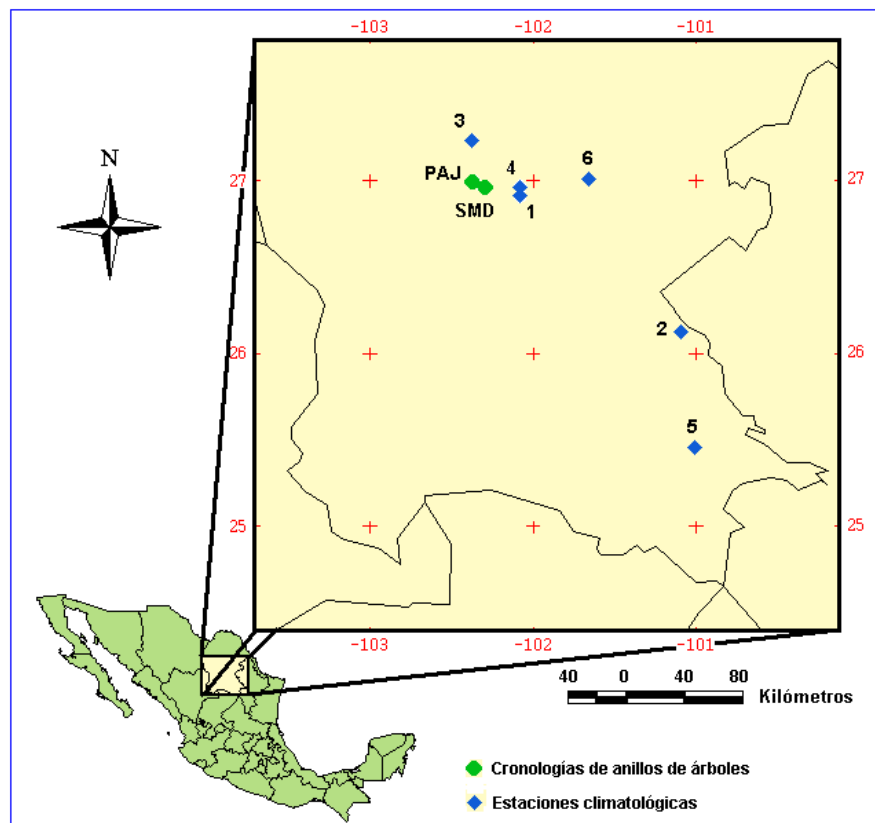 -103 -102 -101
3
N
4
6
27
PAJ
27
SMD
1
2
26
26
5
25
25
-103 -102 -101
40 0 40 80
Kilómetros
Cronologías de anillos de árboles
Estaciones climatológicas